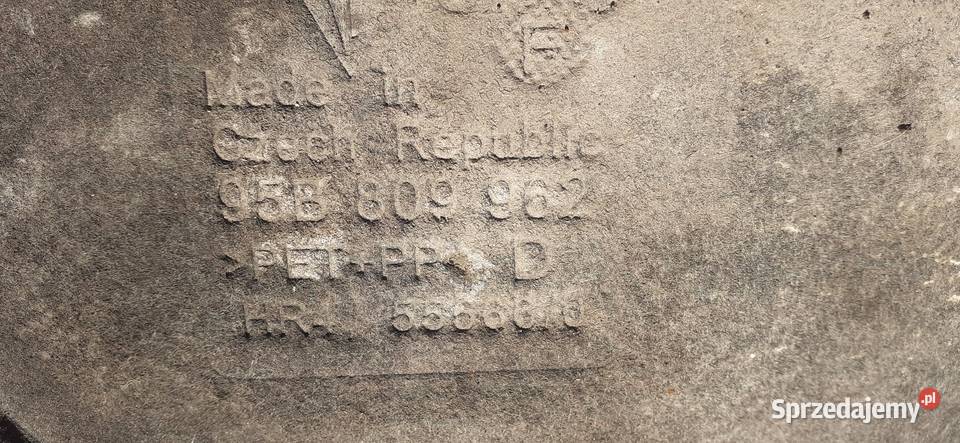 F
Made in
Czech Republic
95B 809 962
>PET+PP< D
Sprzedajemy.pl